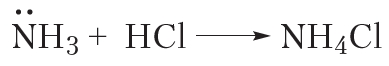 N̈H₃ + HCl ⟶ NH₄Cl